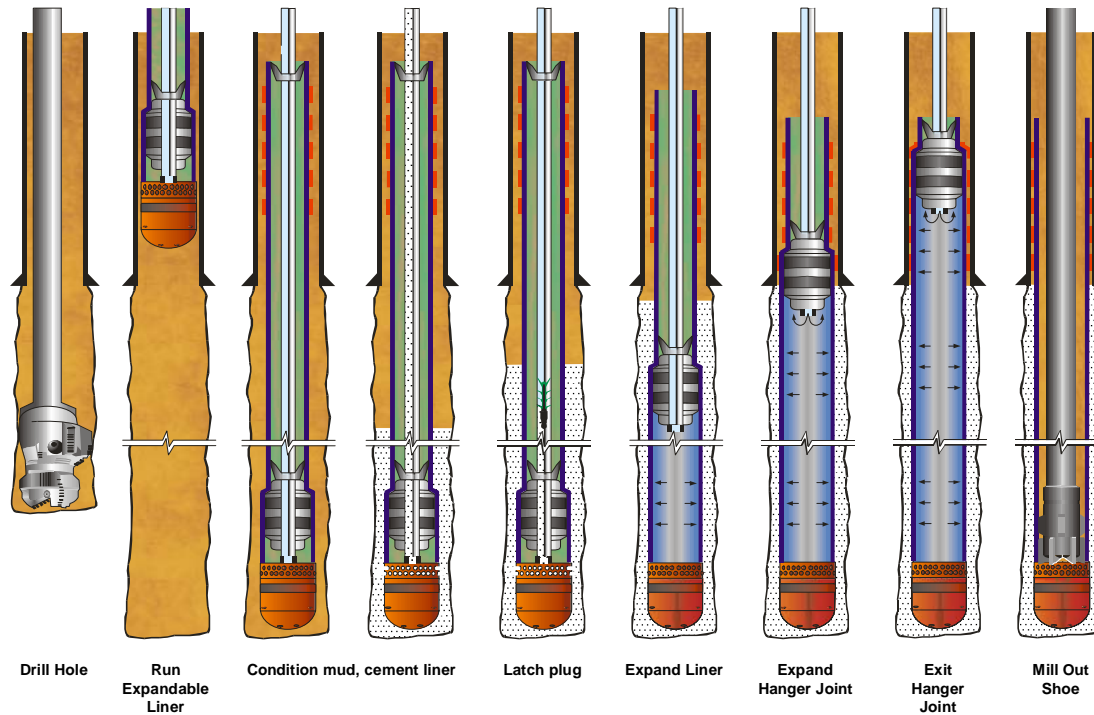 Drill Hole
Run
Expandable
Liner
Condition mud, cement liner
Latch plug
Expand Liner
Expand
Hanger Joint
Exit
Hanger
Joint
Mill Out
Shoe